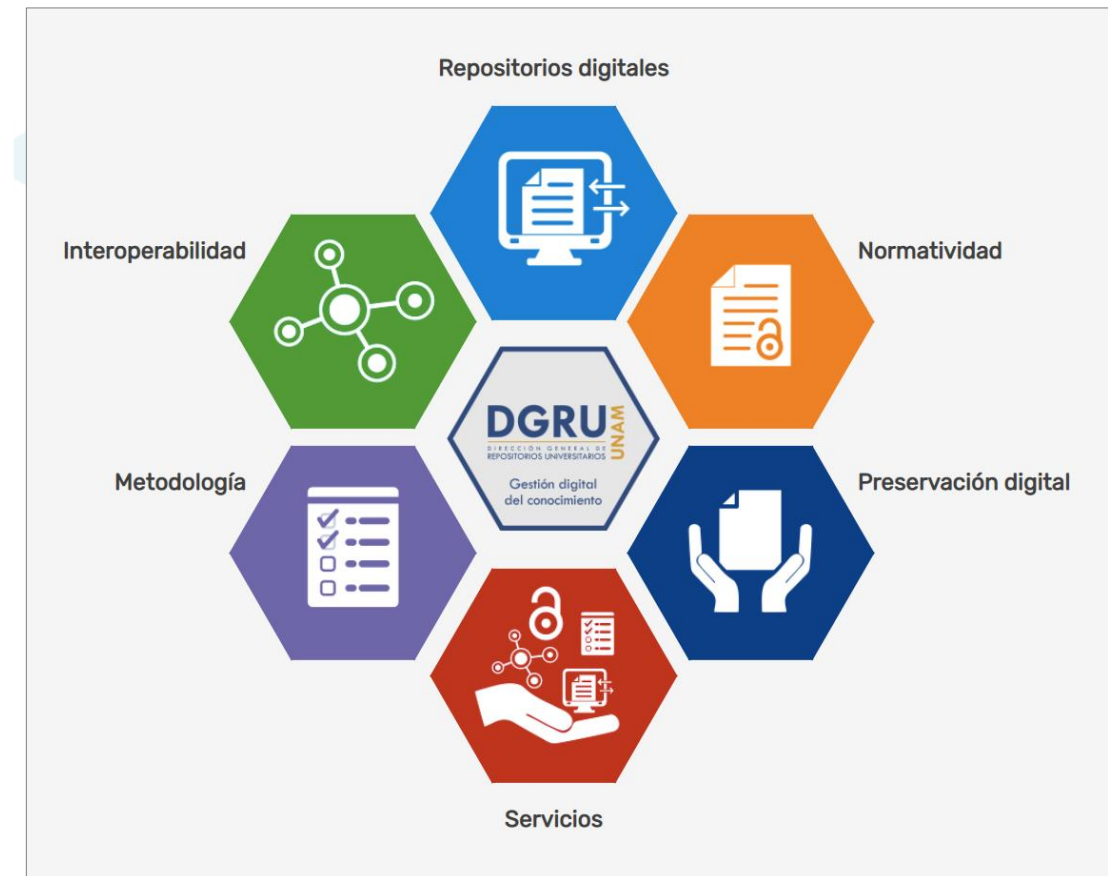 Repositorios digitales
Interoperabilidad
Normatividad
DGRU
UNAM
DIRECCIÓN GENERAL DE
REPOSITORIOS UNIVERSITARIOS
Gestión digital
del conocimiento
Metodología
Preservación digital
Servicios